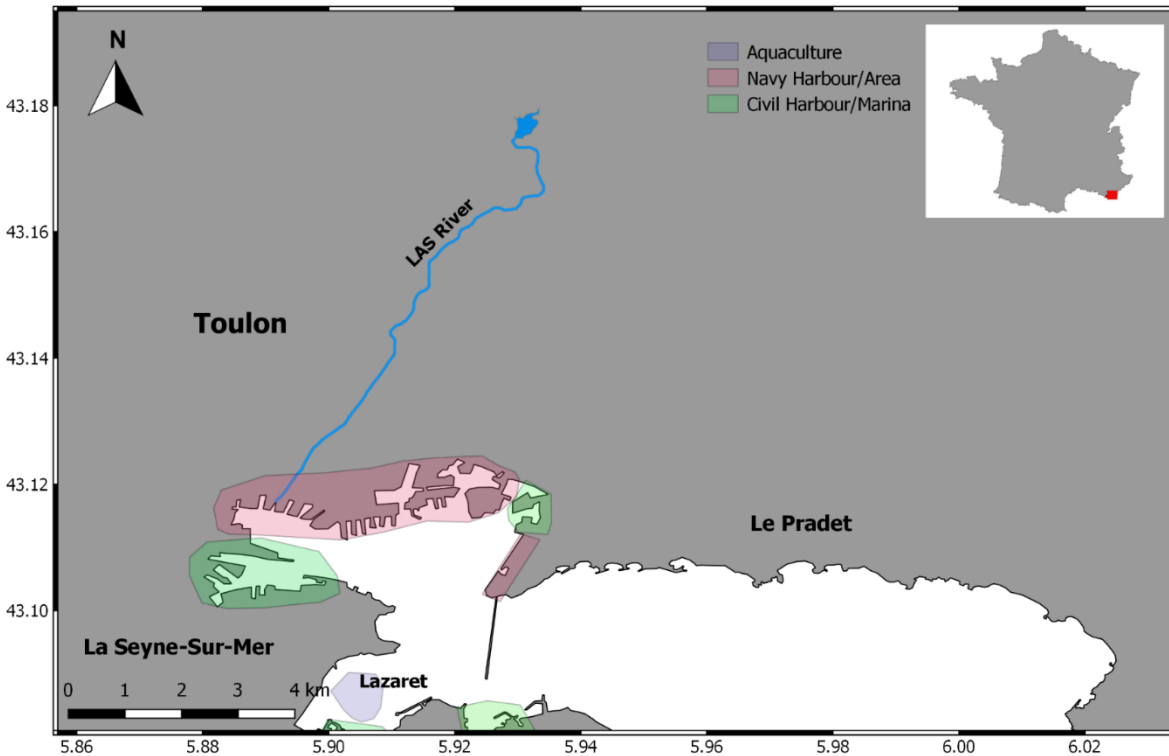 N
Aquaculture
Navy Harbour/Area
Civil Harbour/Marina
43.18
43.16
LAS River
Toulon
43.14
43.12
Le Pradet
43.10
La Seyne-Sur-Mer
Lazaret
0 1 2 3 4 km
5.86 5.88 5.90 5.92 5.94 5.96 5.98 6.00 6.02